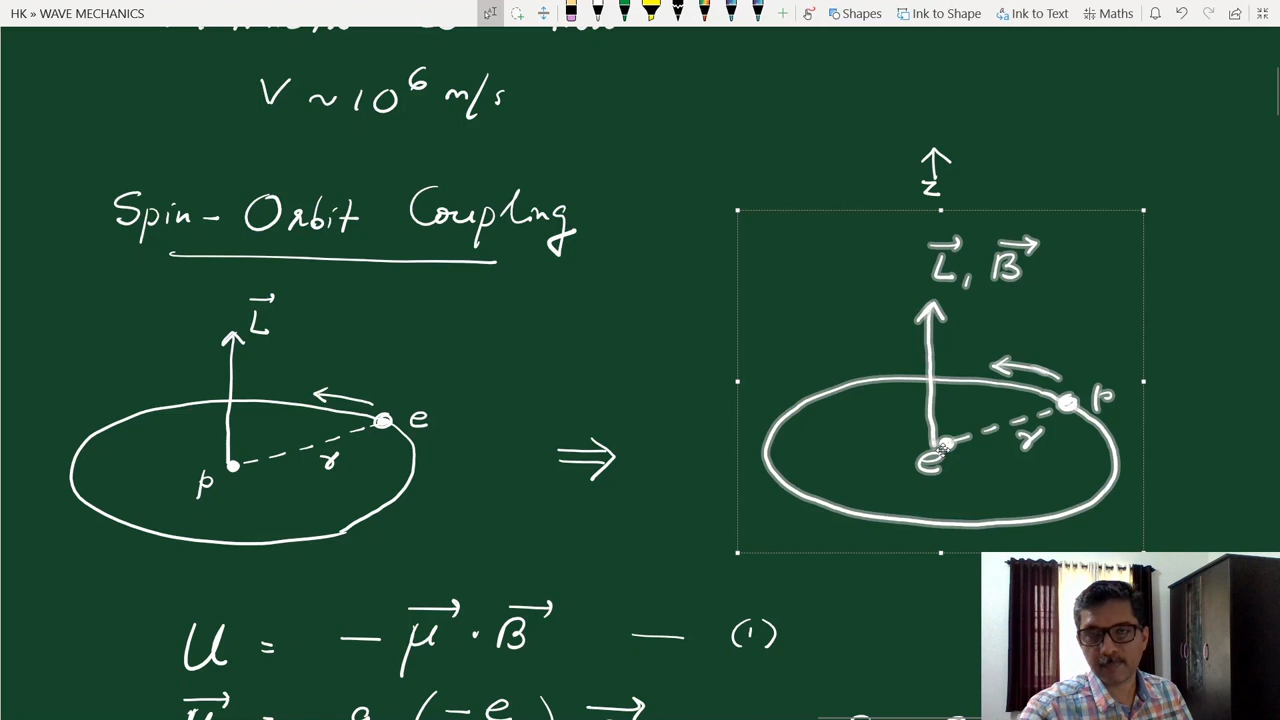 HK » WAVE MECHANICS
Shapes
Ink to Shape
Ink to Text
Maths
V ~ 10⁶ m/s
Spin-Orbit Coupling
z
L⃗, B⃗
L⃗
e
r
p
⇒
p
r
e
U = − μ⃗ · B⃗ — (1)
(−e)